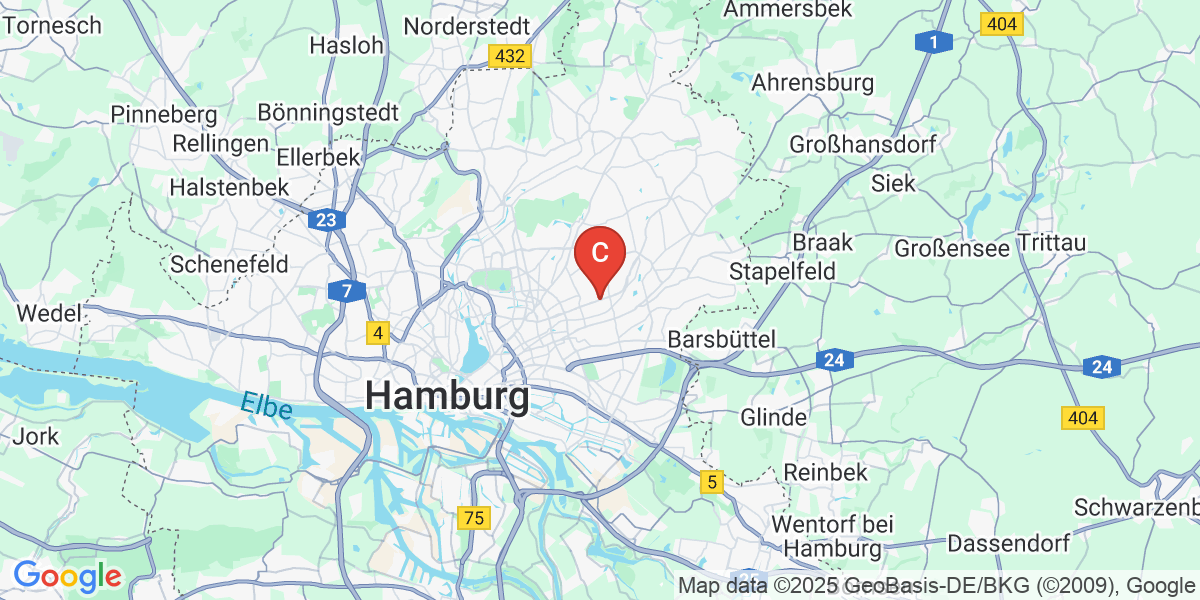 Ammersbek
Tornesch
Norderstedt
404
Hasloh
1
432
Ahrensburg
Pinneberg
Bönningstedt
Rellingen
Großhansdorf
Ellerbek
Siek
Halstenbek
23
Braak
Großensee
Trittau
C
Schenefeld
Stapelfeld
7
Wedel
4
Barsbüttel
24
24
Hamburg
Elbe
Glinde
404
Jork
Reinbek
5
Schwarzenb
75
Wentorf bei
Hamburg
Dassendorf
Google
Map data ©2025 GeoBasis-DE/BKG (©2009), Google